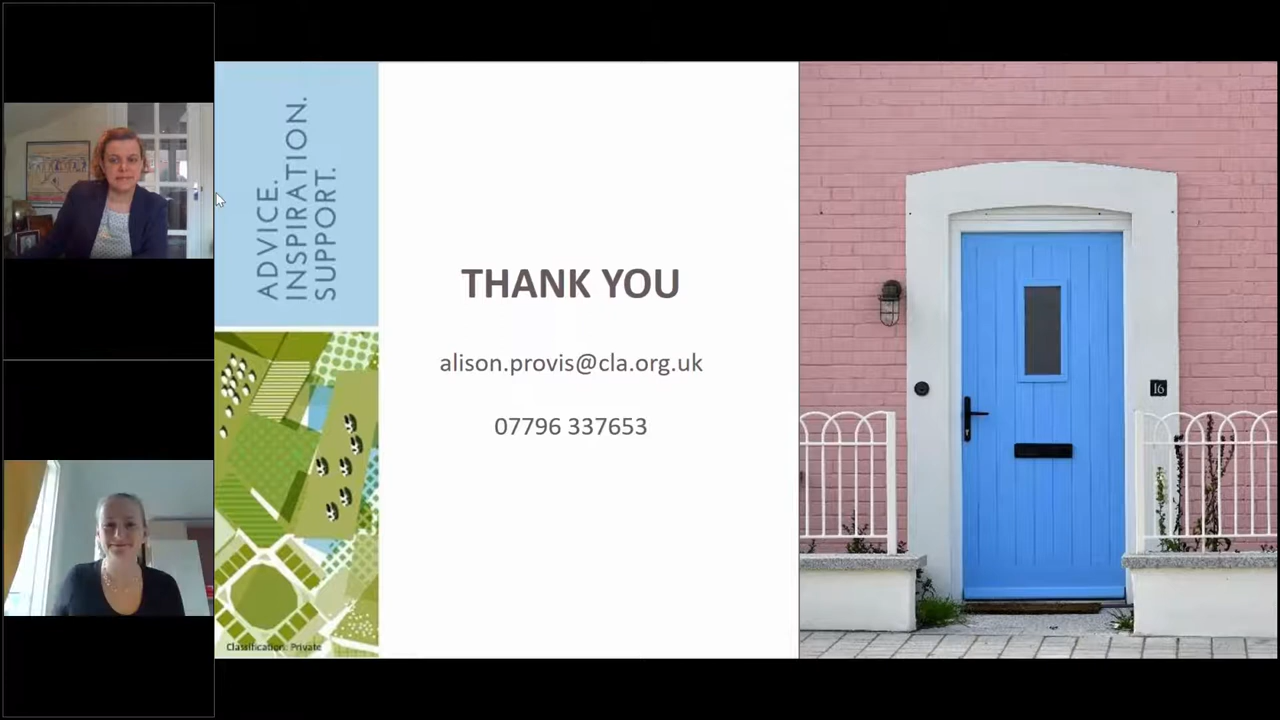 ADVICE.
INSPIRATION.
SUPPORT.
THANK YOU
alison.provis@cla.org.uk
07796 337653
16
Classification: Private